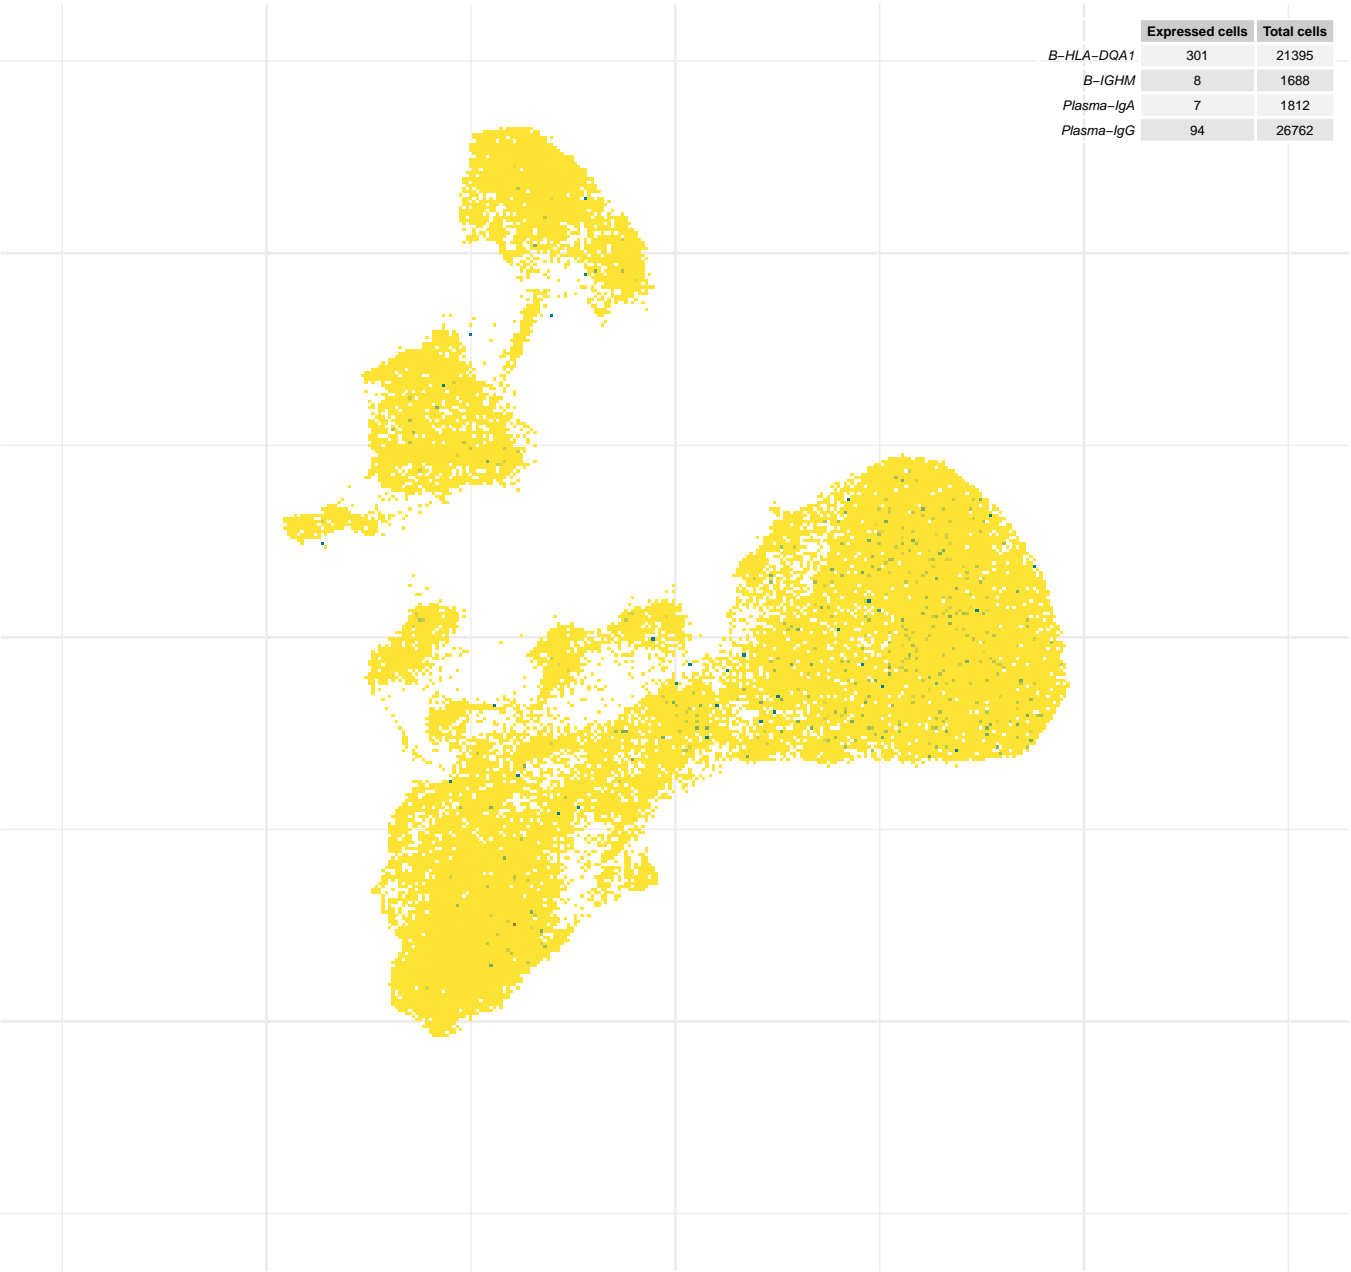 Expressed cells Total cells
B−HLA−DQA1 301 21395
B−IGHM 8 1688
Plasma−IgA 7 1812
Plasma−IgG 94 26762